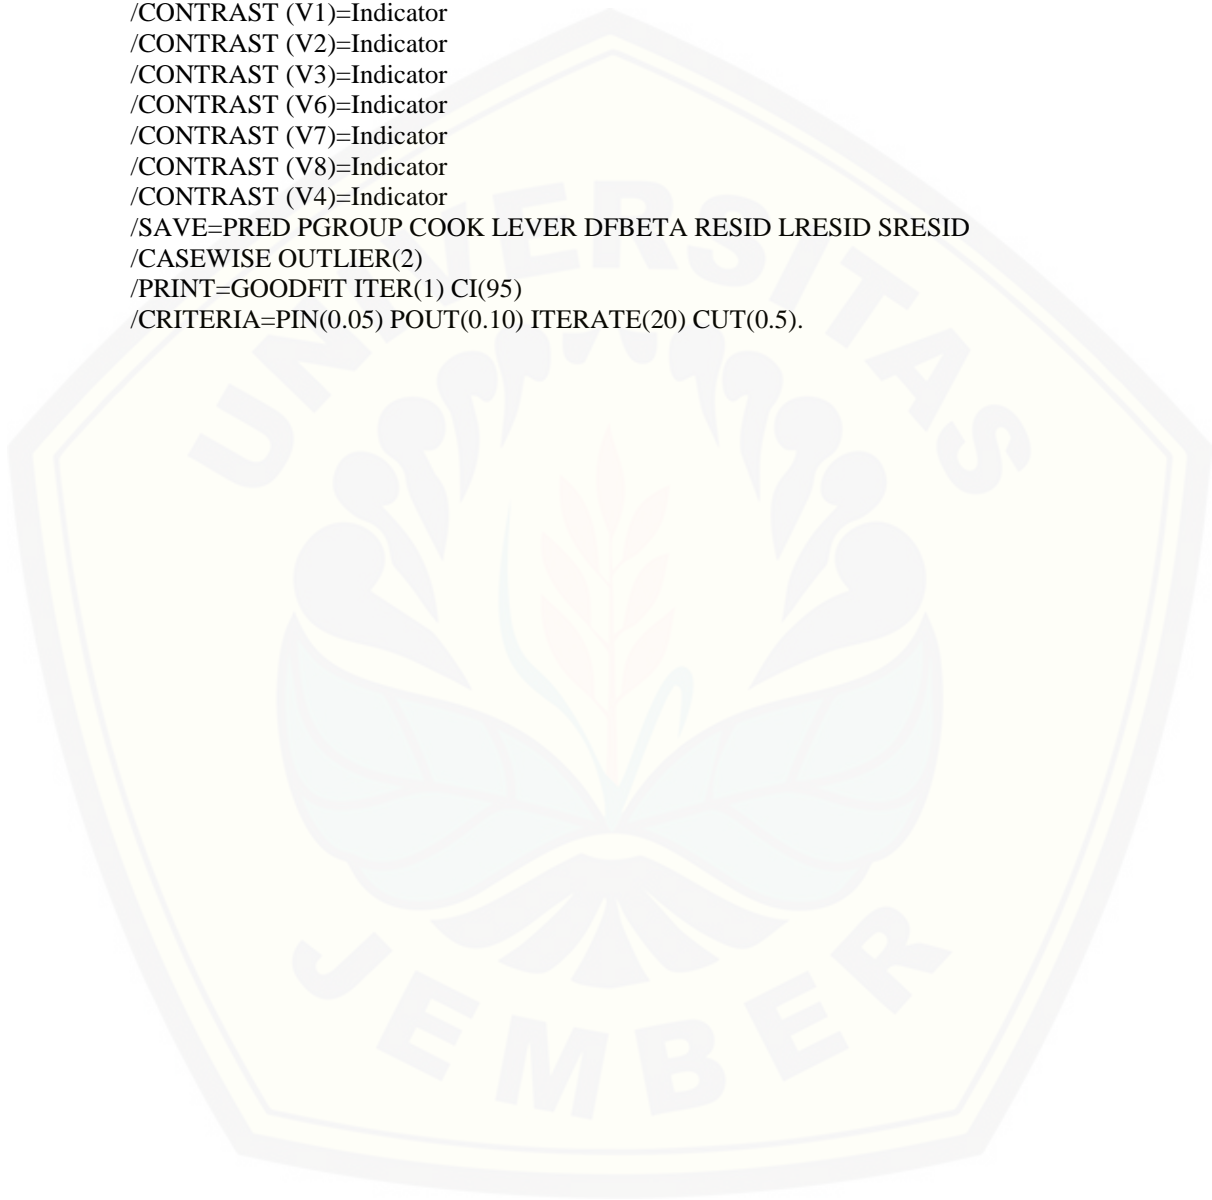 /CONTRAST (V1)=Indicator
/CONTRAST (V2)=Indicator
/CONTRAST (V3)=Indicator
/CONTRAST (V6)=Indicator
/CONTRAST (V7)=Indicator
/CONTRAST (V8)=Indicator
/CONTRAST (V4)=Indicator
/SAVE=PRED PGROUP COOK LEVER DFBETA RESID LRESID SRESID
/CASEWISE OUTLIER(2)
/PRINT=GOODFIT ITER(1) CI(95)
/CRITERIA=PIN(0.05) POUT(0.10) ITERATE(20) CUT(0.5).
UNIVERSITAS
JEMBER